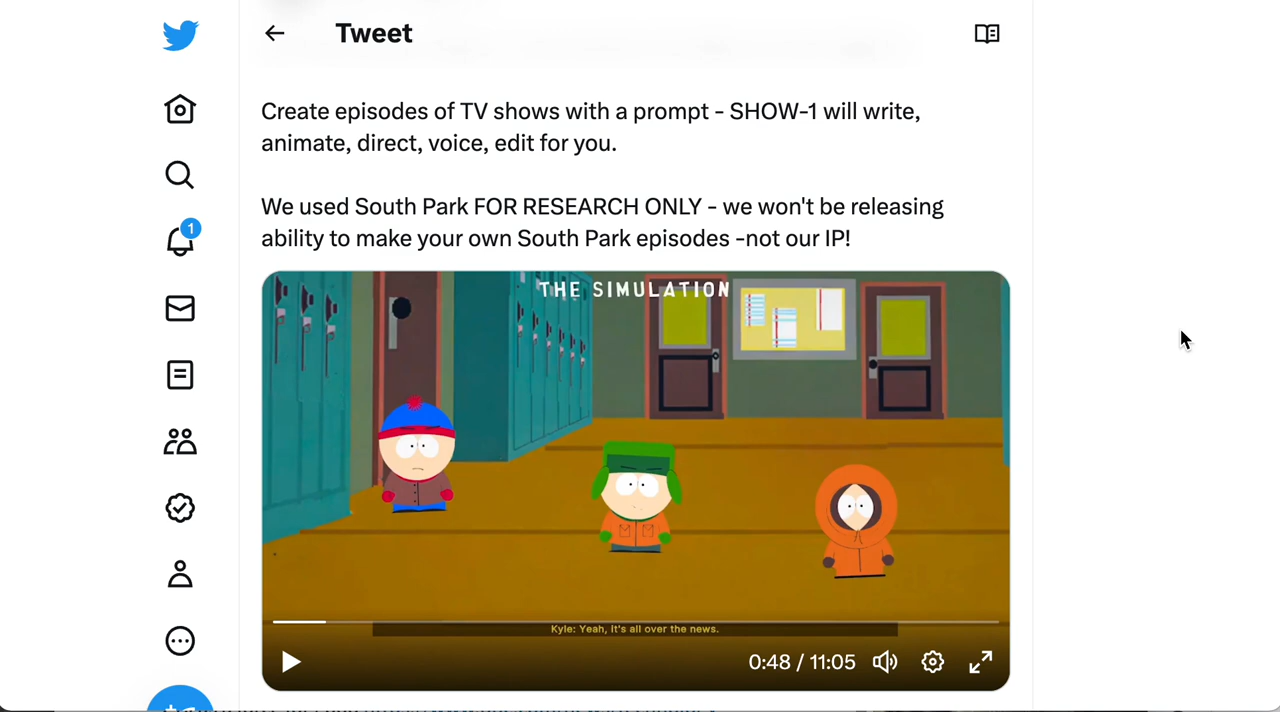 Tweet
1
Create episodes of TV shows with a prompt - SHOW-1 will write,
animate, direct, voice, edit for you.
We used South Park FOR RESEARCH ONLY - we won't be releasing
ability to make your own South Park episodes -not our IP!
THE SIMULATION
Kyle: Yeah, it's all over the news.
0:48 / 11:05